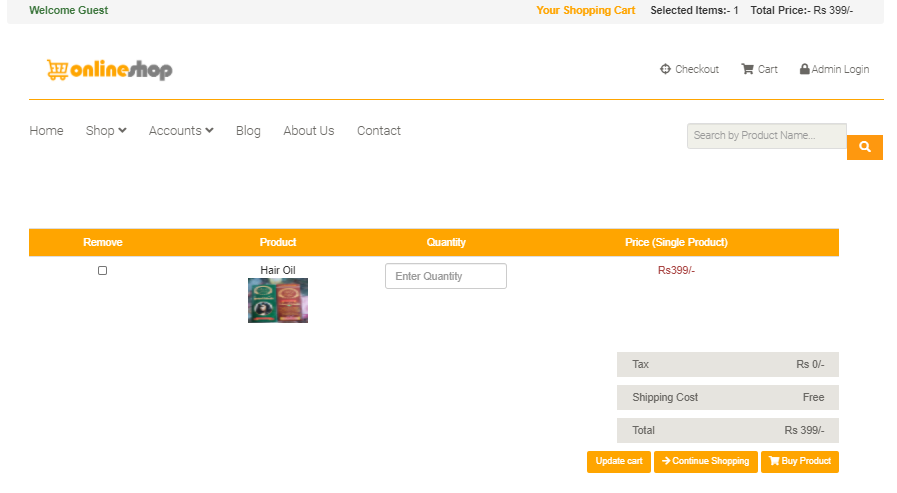 Welcome Guest
Your Shopping Cart Selected Items:- 1 Total Price:- Rs 399/-
onlineshop
Checkout Cart Admin Login
Home Shop Accounts Blog About Us Contact
Search by Product Name...
Remove Product Quantity Price (Single Product)
Hair Oil Enter Quantity Rs399/-
Tax Rs 0/-
Shipping Cost Free
Total Rs 399/-
Update cart Continue Shopping Buy Product